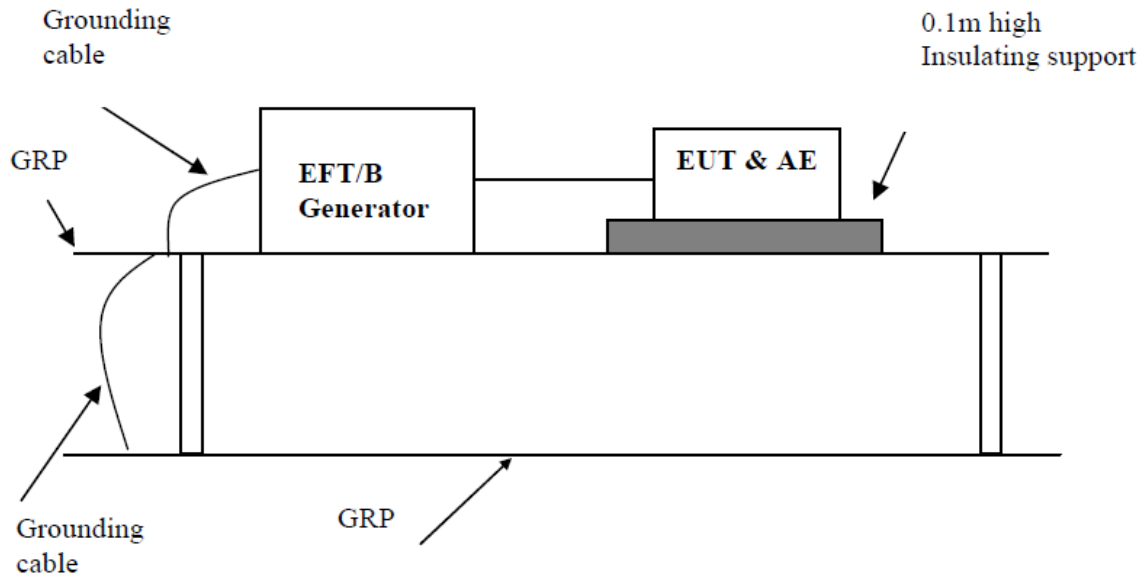 Grounding
cable
0.1m high
Insulating support
GRP
EFT/B
Generator
EUT & AE
GRP
Grounding
cable